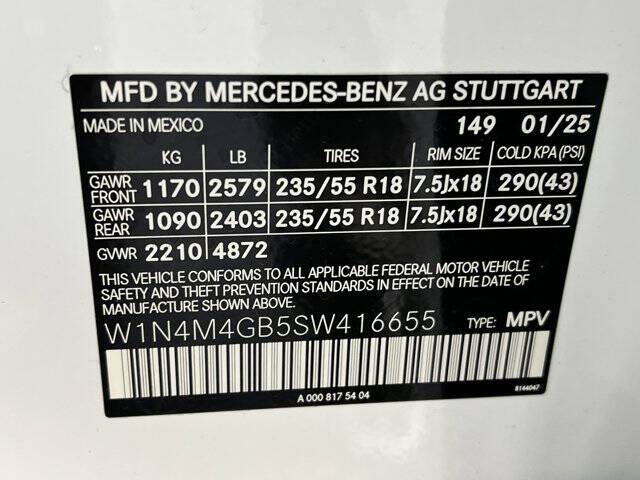 MFD BY MERCEDES-BENZ AG STUTTGART
MADE IN MEXICO 149 01/25
KG LB TIRES RIM SIZE COLD KPA(PSI)
GAWR FRONT 1170 2579 235/55 R18 7.5Jx18 290(43)
GAWR REAR 1090 2403 235/55 R18 7.5Jx18 290(43)
GVWR 2210 4872
THIS VEHICLE CONFORMS TO ALL APPLICABLE FEDERAL MOTOR VEHICLE
SAFETY AND THEFT PREVENTION STANDARDS IN EFFECT ON THE DATE OF
MANUFACTURE SHOWN ABOVE.
W1N4M4GB5SW416655 TYPE: MPV
A 000 817 54 04 8144047